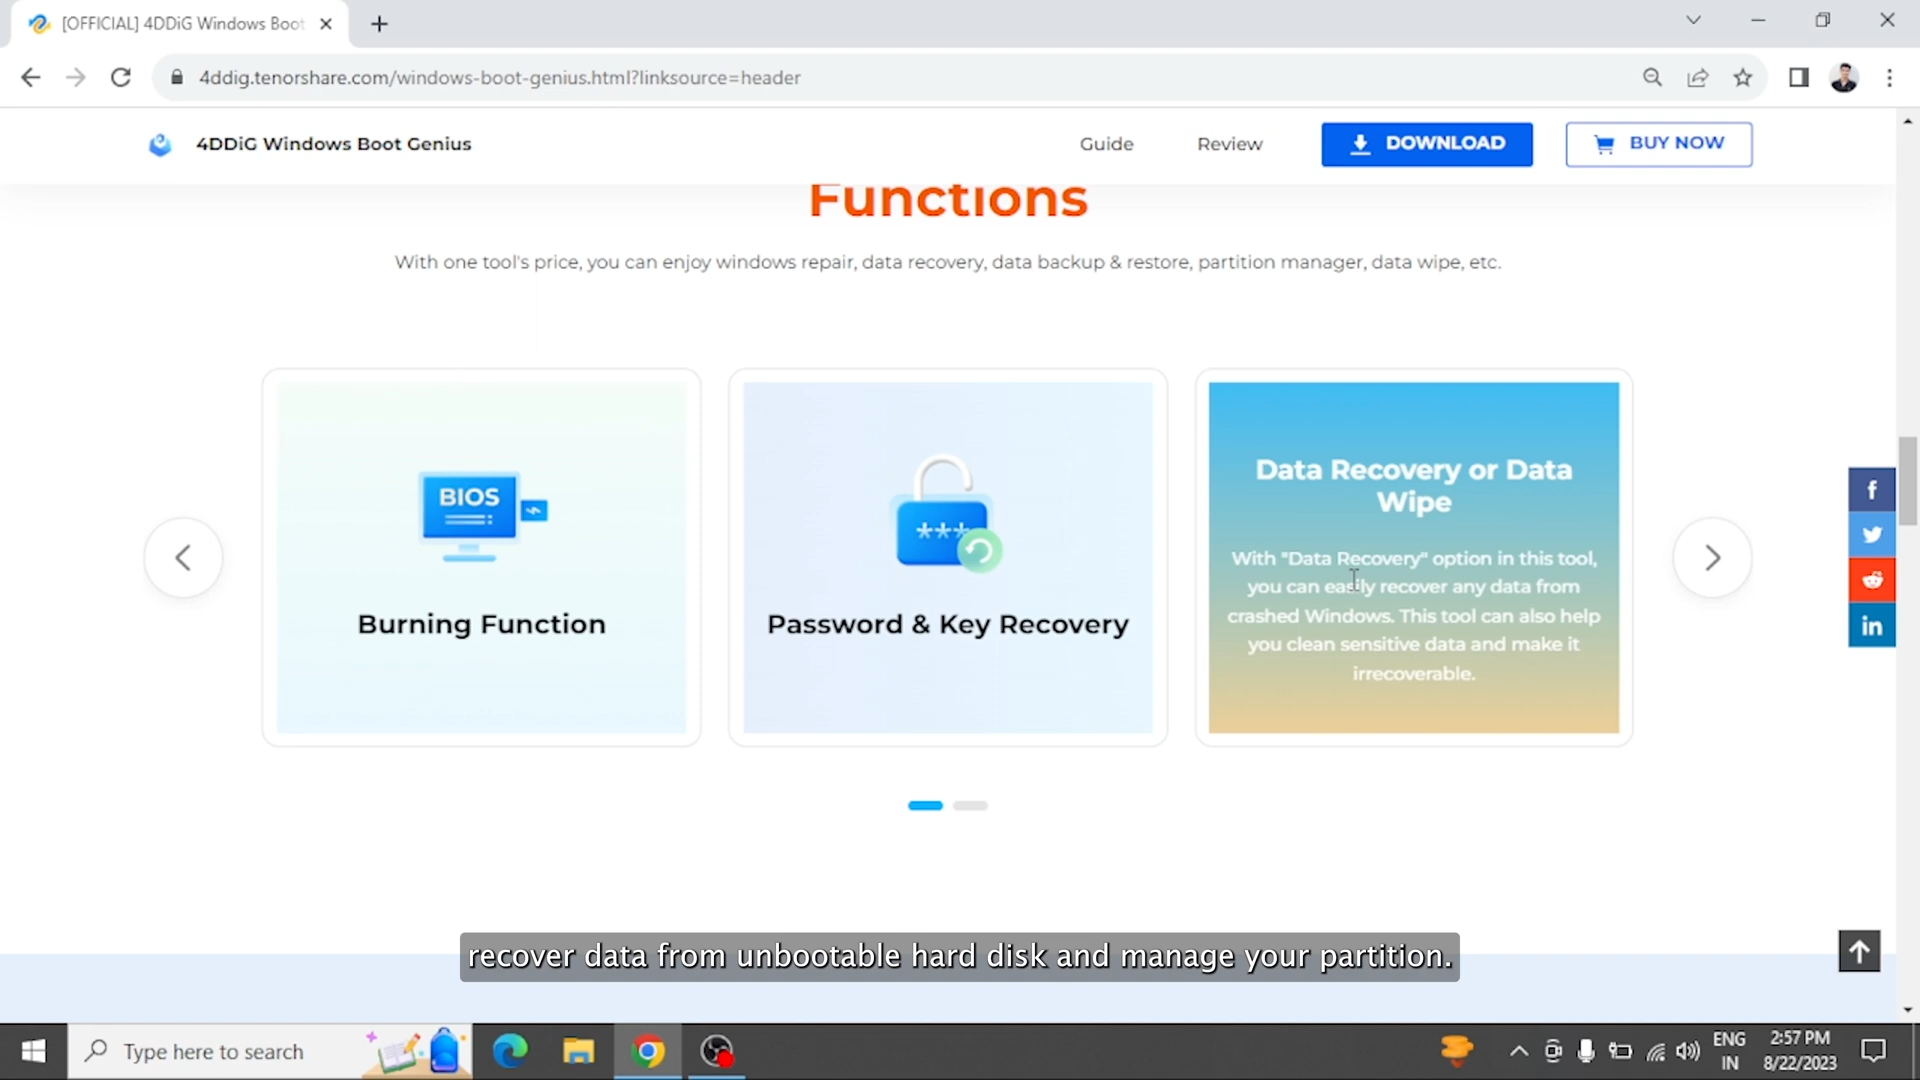 [OFFICIAL] 4DDiG Windows Boot
4ddig.tenorshare.com/windows-boot-genius.html?linksource=header
4DDiG Windows Boot Genius
Guide
Review
DOWNLOAD
BUY NOW
Functions
With one tool's price, you can enjoy windows repair, data recovery, data backup & restore, partition manager, data wipe, etc.
BIOS
Burning Function
***
Password & Key Recovery
Data Recovery or Data
Wipe
With "Data Recovery" option in this tool,
you can easily recover any data from
crashed Windows. This tool can also help
you clean sensitive data and make it
irrecoverable.
f
in
recover data from unbootable hard disk and manage your partition.
Type here to search
ENG
IN
2:57 PM
8/22/2023